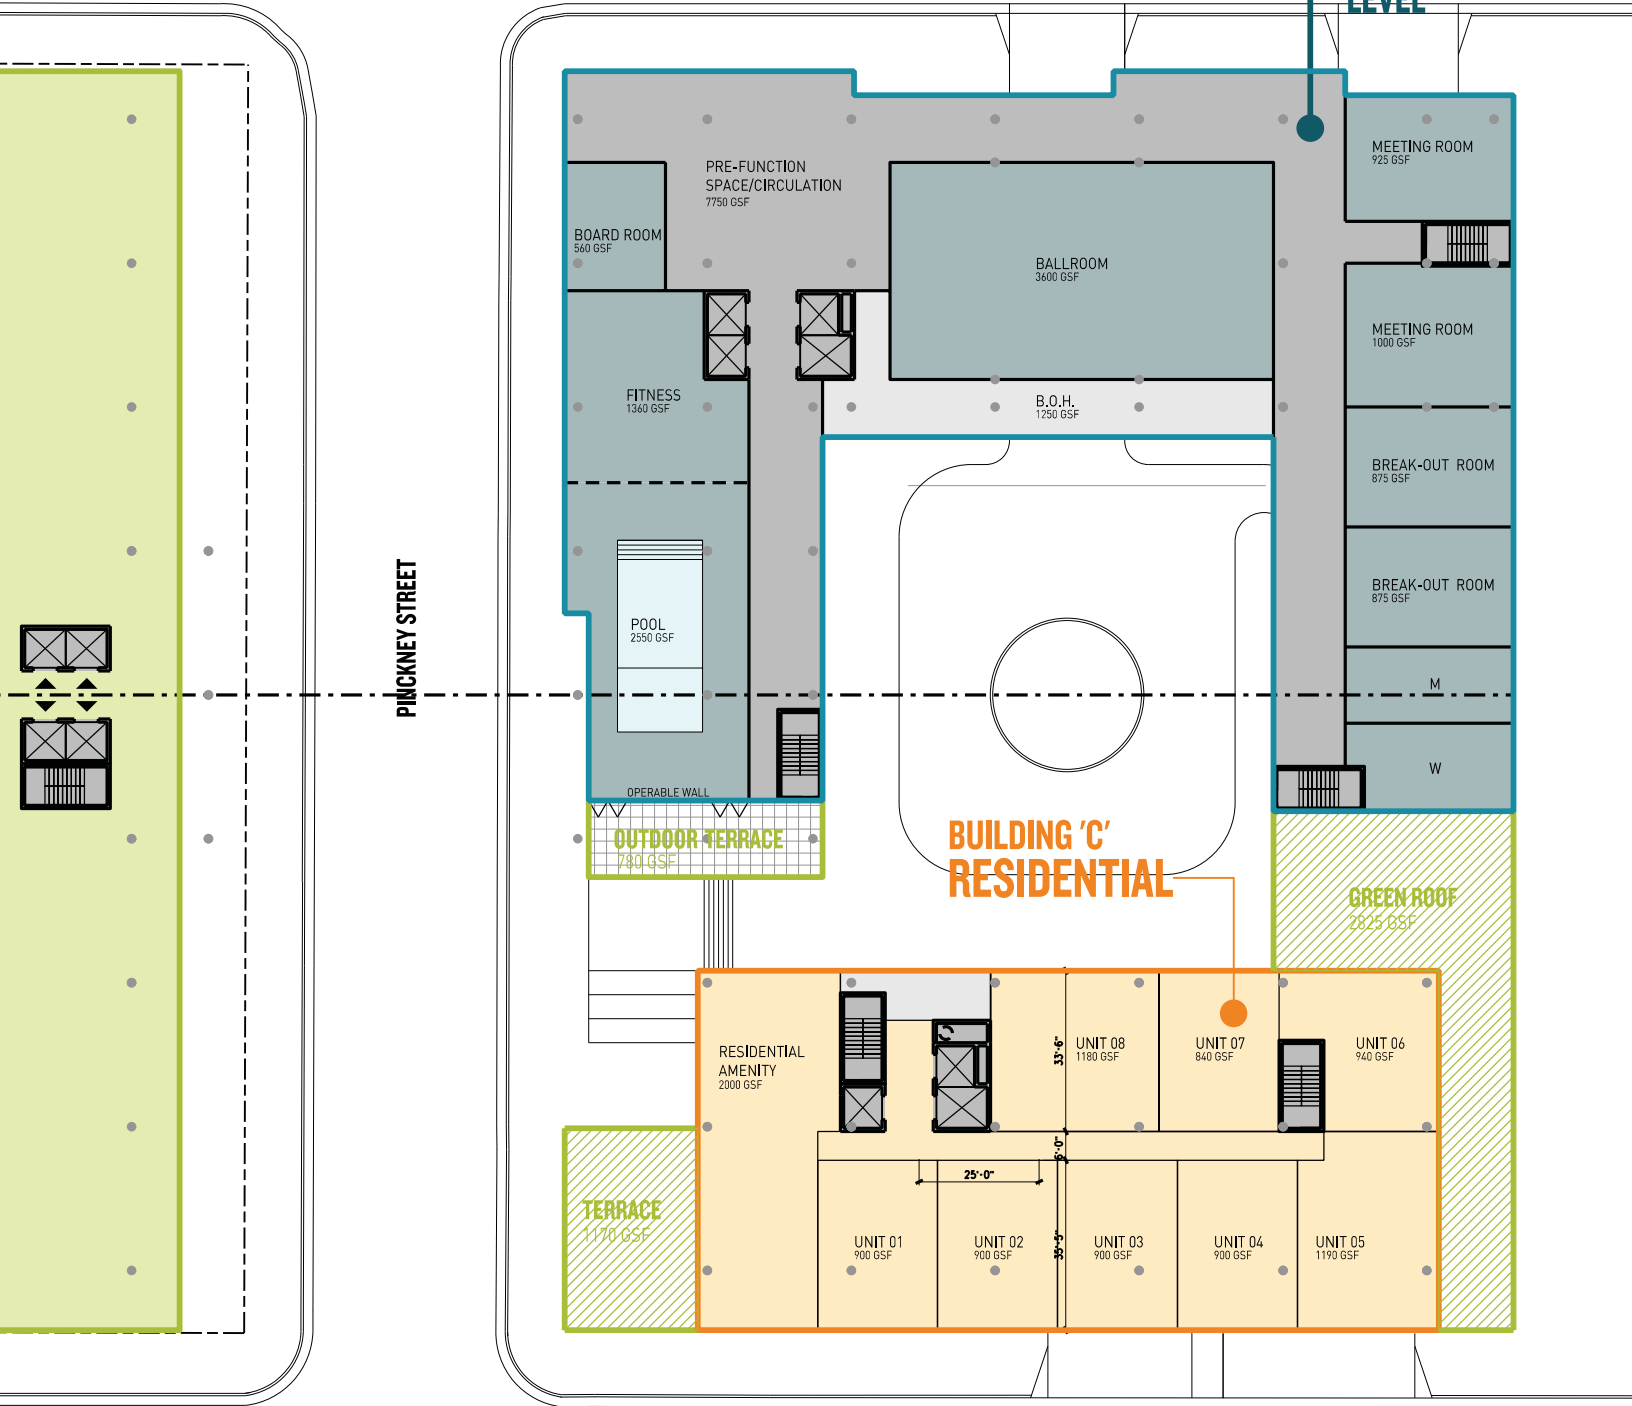 LEVEL
MEETING ROOM
925 GSF
PRE-FUNCTION
SPACE/CIRCULATION
7750 GSF
BOARD ROOM
560 GSF
BALLROOM
3600 GSF
MEETING ROOM
1000 GSF
FITNESS
1360 GSF
B.O.H.
1250 GSF
BREAK-OUT ROOM
875 GSF
BREAK-OUT ROOM
875 GSF
PINCKNEY STREET
POOL
2550 GSF
M
W
OPERABLE WALL
OUTDOOR TERRACE
780 GSF
BUILDING 'C'
RESIDENTIAL
GREEN ROOF
2825 GSF
RESIDENTIAL
AMENITY
2000 GSF
33'-6"
UNIT 08
1180 GSF
UNIT 07
840 GSF
UNIT 06
940 GSF
6'-0"
25'-0"
TERRACE
1170 GSF
UNIT 01
900 GSF
UNIT 02
900 GSF
35'-5"
UNIT 03
900 GSF
UNIT 04
900 GSF
UNIT 05
1190 GSF